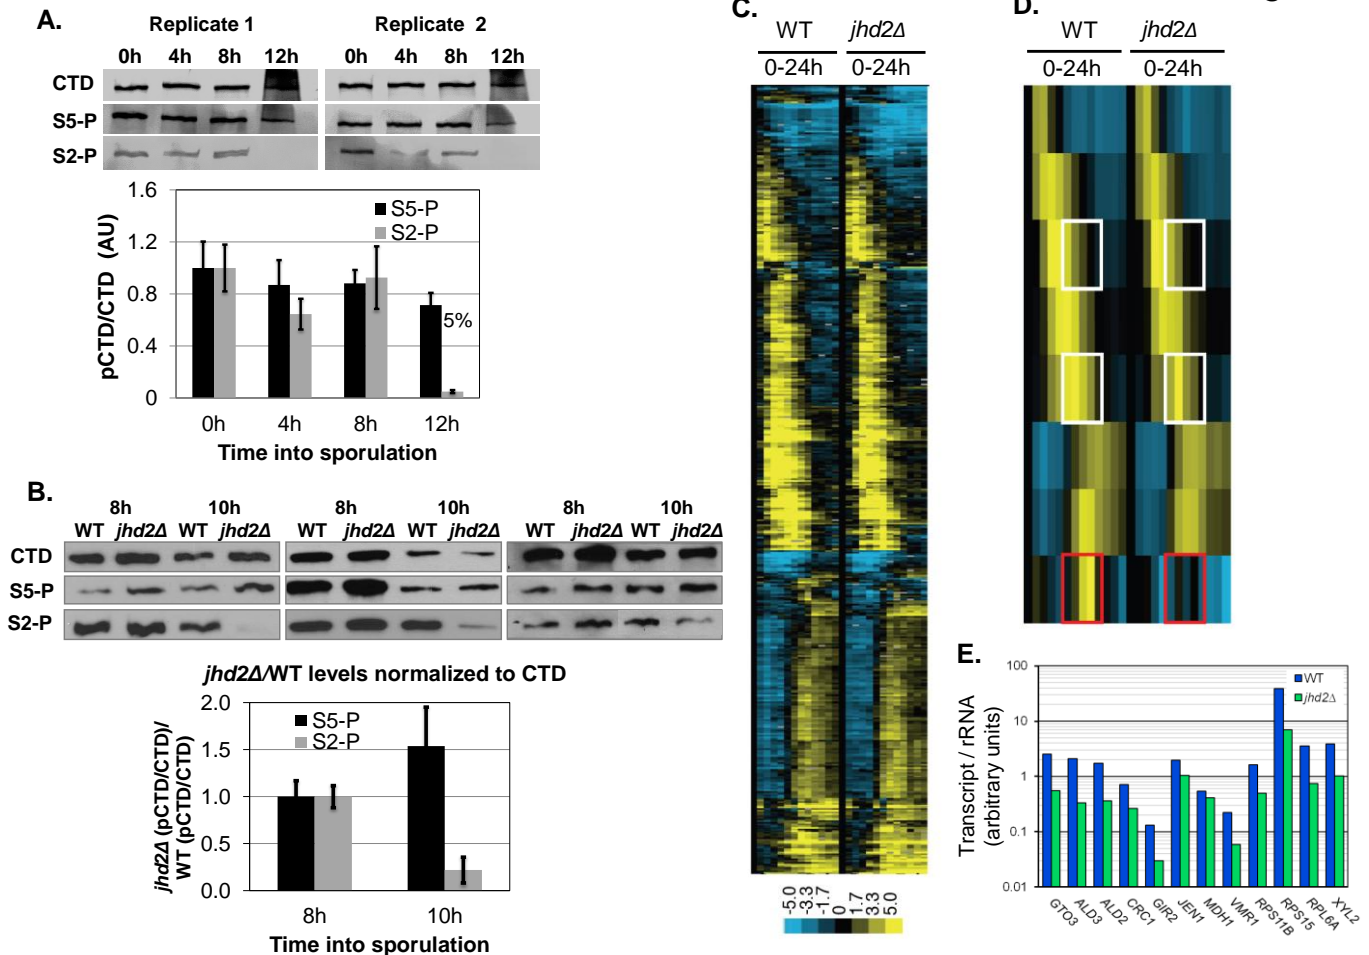 A.
Replicate 1
Replicate 2
0h 4h 8h 12h
0h 4h 8h 12h
CTD
S5-P
S2-P
1.6
1.2
0.8
0.4
0
pCTD/CTD (AU)
S5-P
S2-P
5%
0h 4h 8h 12h
Time into sporulation
B.
8h 10h
8h 10h
8h 10h
WT jhd2Δ WT jhd2Δ
WT jhd2Δ WT jhd2Δ
WT jhd2Δ WT jhd2Δ
CTD
S5-P
S2-P
jhd2Δ/WT levels normalized to CTD
2.0
1.5
1.0
0.5
0.0
jhd2Δ (pCTD/CTD)/
WT (pCTD/CTD)
S5-P
S2-P
8h 10h
Time into sporulation
C.
WT jhd2Δ
0-24h 0-24h
-5.0
-3.3
-1.7
0
1.7
3.3
5.0
D.
WT jhd2Δ
0-24h 0-24h
E.
100
10
1
0.1
0.01
Transcript / rRNA
(arbitrary units)
WT
jhd2Δ
GTO3
ALD3
ALD2
CRC1
GIR2
JEN1
MDH1
VMR1
RPS11B
RPS15
RPL6A
XYL2